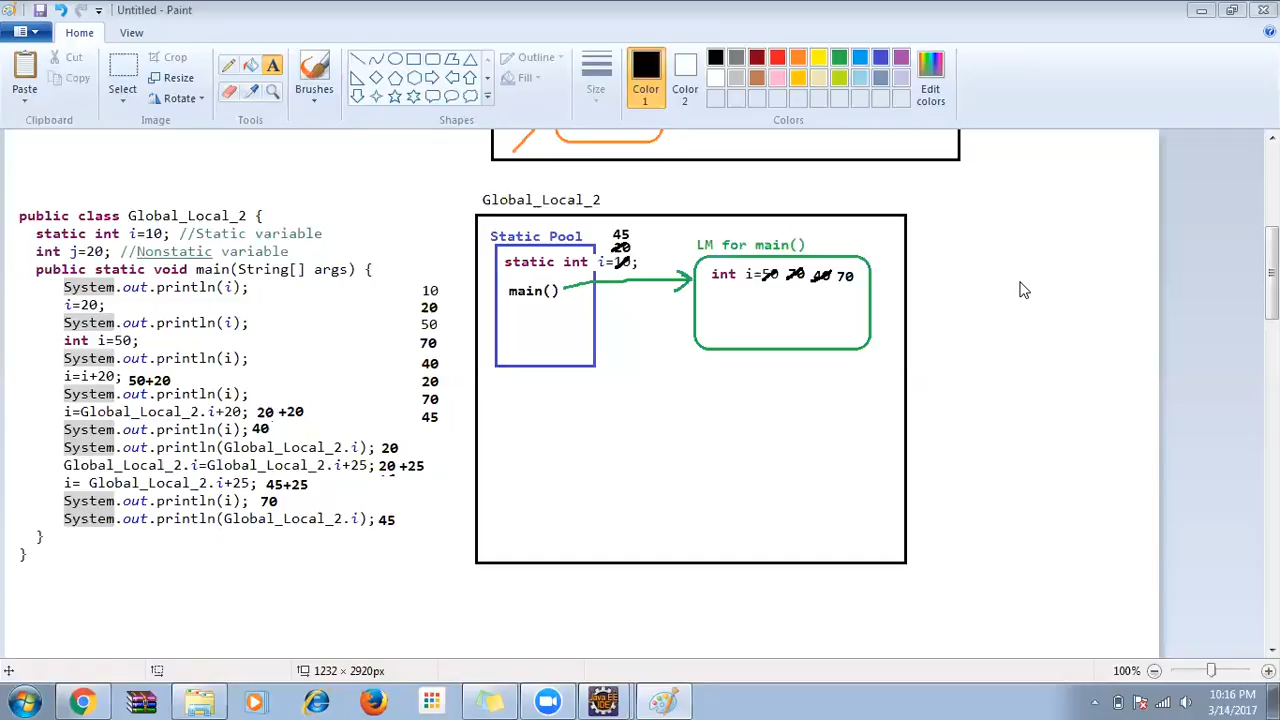 Untitled - Paint
Home
View
Paste
Cut
Copy
Clipboard
Select
Crop
Resize
Rotate
Image
Tools
Brushes
Shapes
Outline
Fill
Size
Color 1
Color 2
Edit colors
Colors
Global_Local_2
public class Global_Local_2 {
static int i=10; //Static variable
int j=20; //Nonstatic variable
public static void main(String[] args) {
System.out.println(i);
i=20;
System.out.println(i);
int i=50;
System.out.println(i);
i=i+20; 50+20
System.out.println(i);
i=Global_Local_2.i+20; 20 +20
System.out.println(i); 40
System.out.println(Global_Local_2.i); 20
Global_Local_2.i=Global_Local_2.i+25; 20 +25
i= Global_Local_2.i+25; 45+25
System.out.println(i); 70
System.out.println(Global_Local_2.i); 45
}
}
10
20
50
70
40
20
70
45
Static Pool
45
20
static int i=10;
main()
LM for main()
int i=50 70 40 70
1232 × 2920px
100%
Java EE
IDE
10:16 PM
3/14/2017